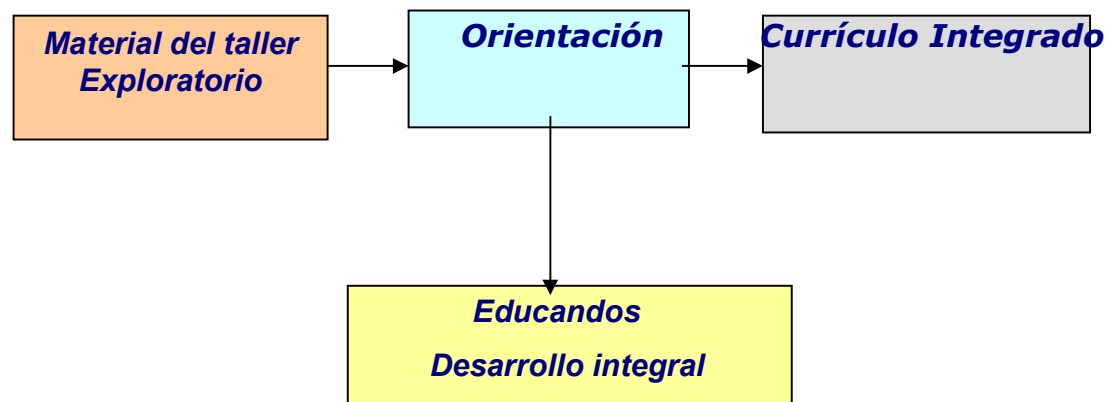 Material del taller
Exploratorio
Orientación
Currículo Integrado
Educandos
Desarrollo integral